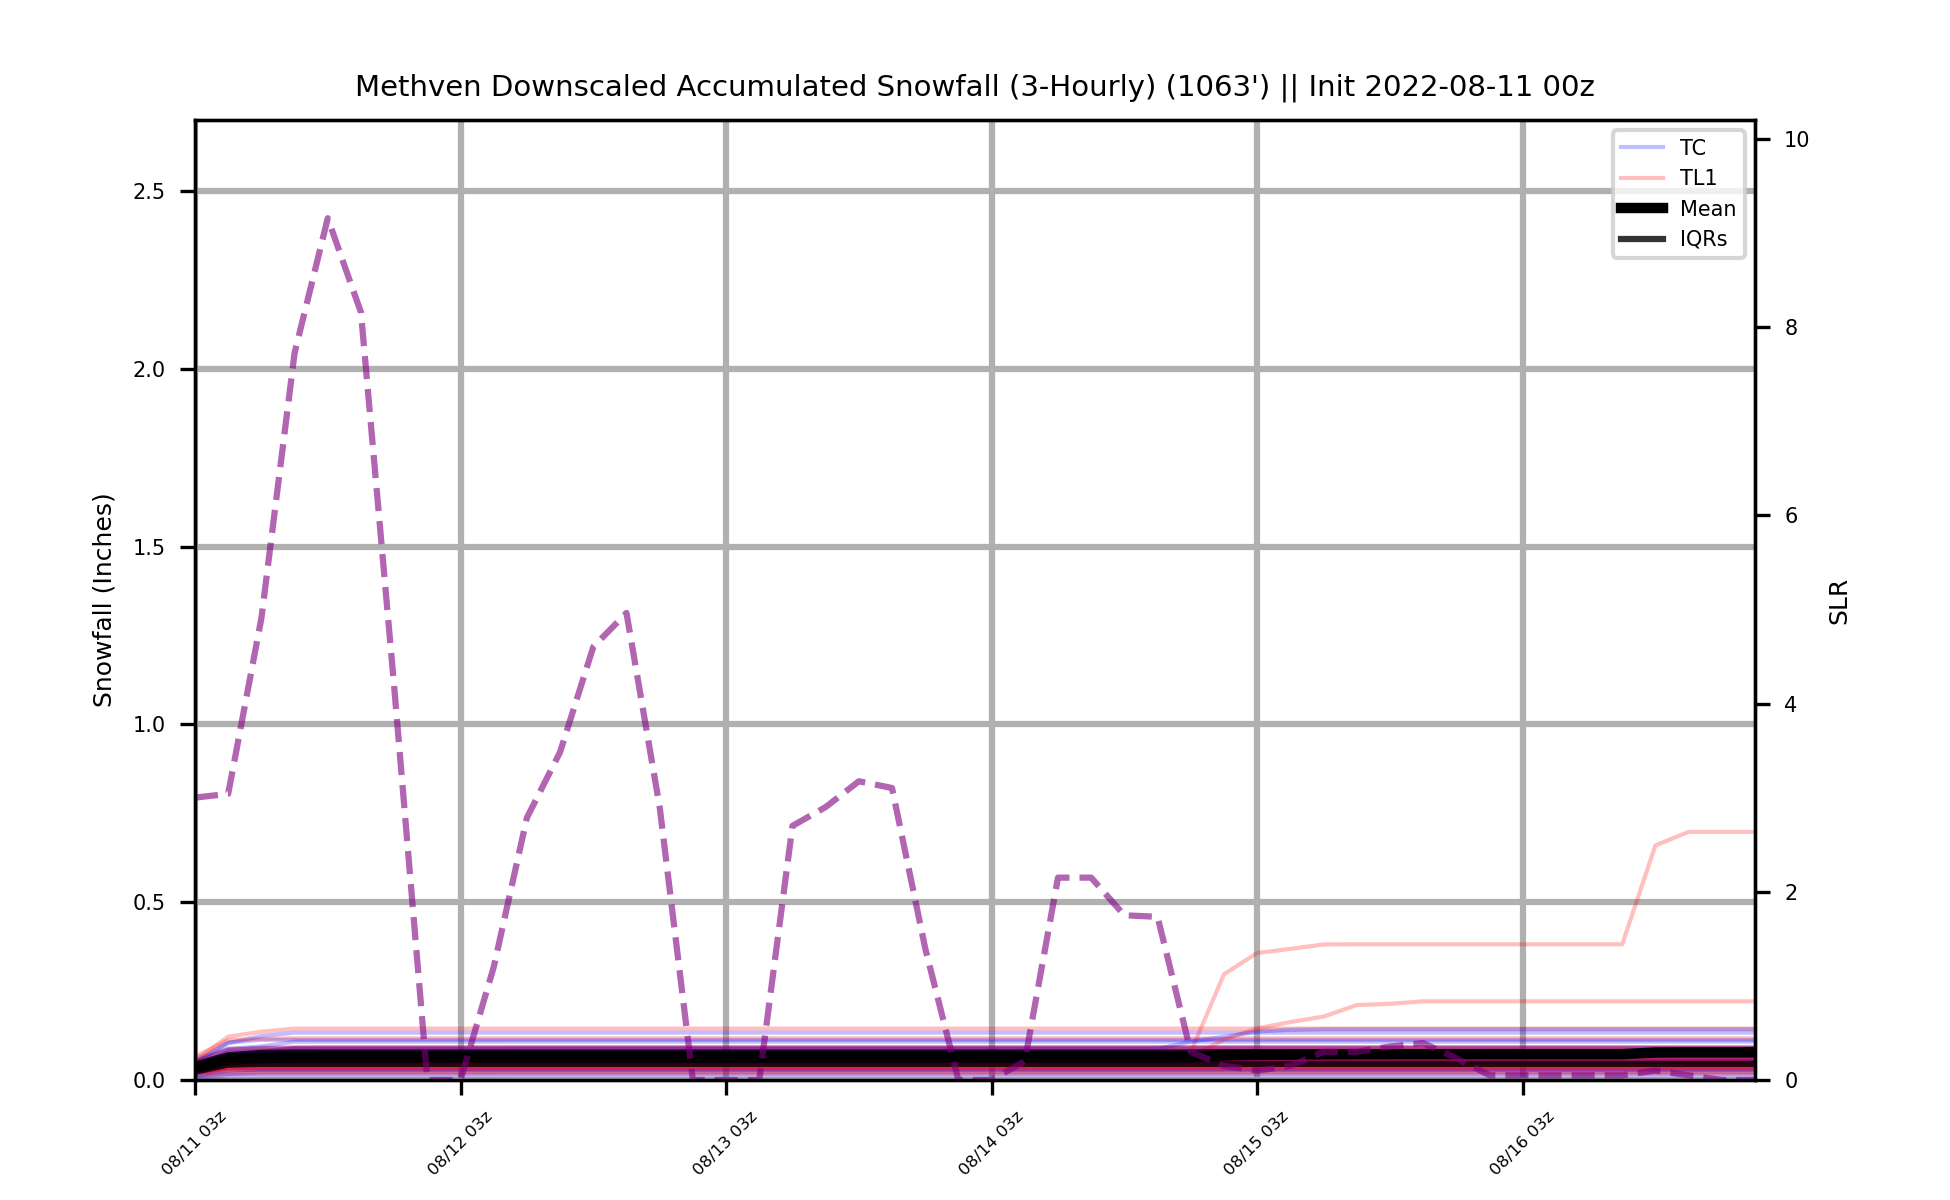 Methven Downscaled Accumulated Snowfall (3-Hourly) (1063') || Init 2022-08-11 00z
TC
TL1
Mean
IQRs
Snowfall (Inches)
2.5
2.0
1.5
1.0
0.5
0.0
10
8
6
4
2
0
SLR
08/11 03z
08/12 03z
08/13 03z
08/14 03z
08/15 03z
08/16 03z